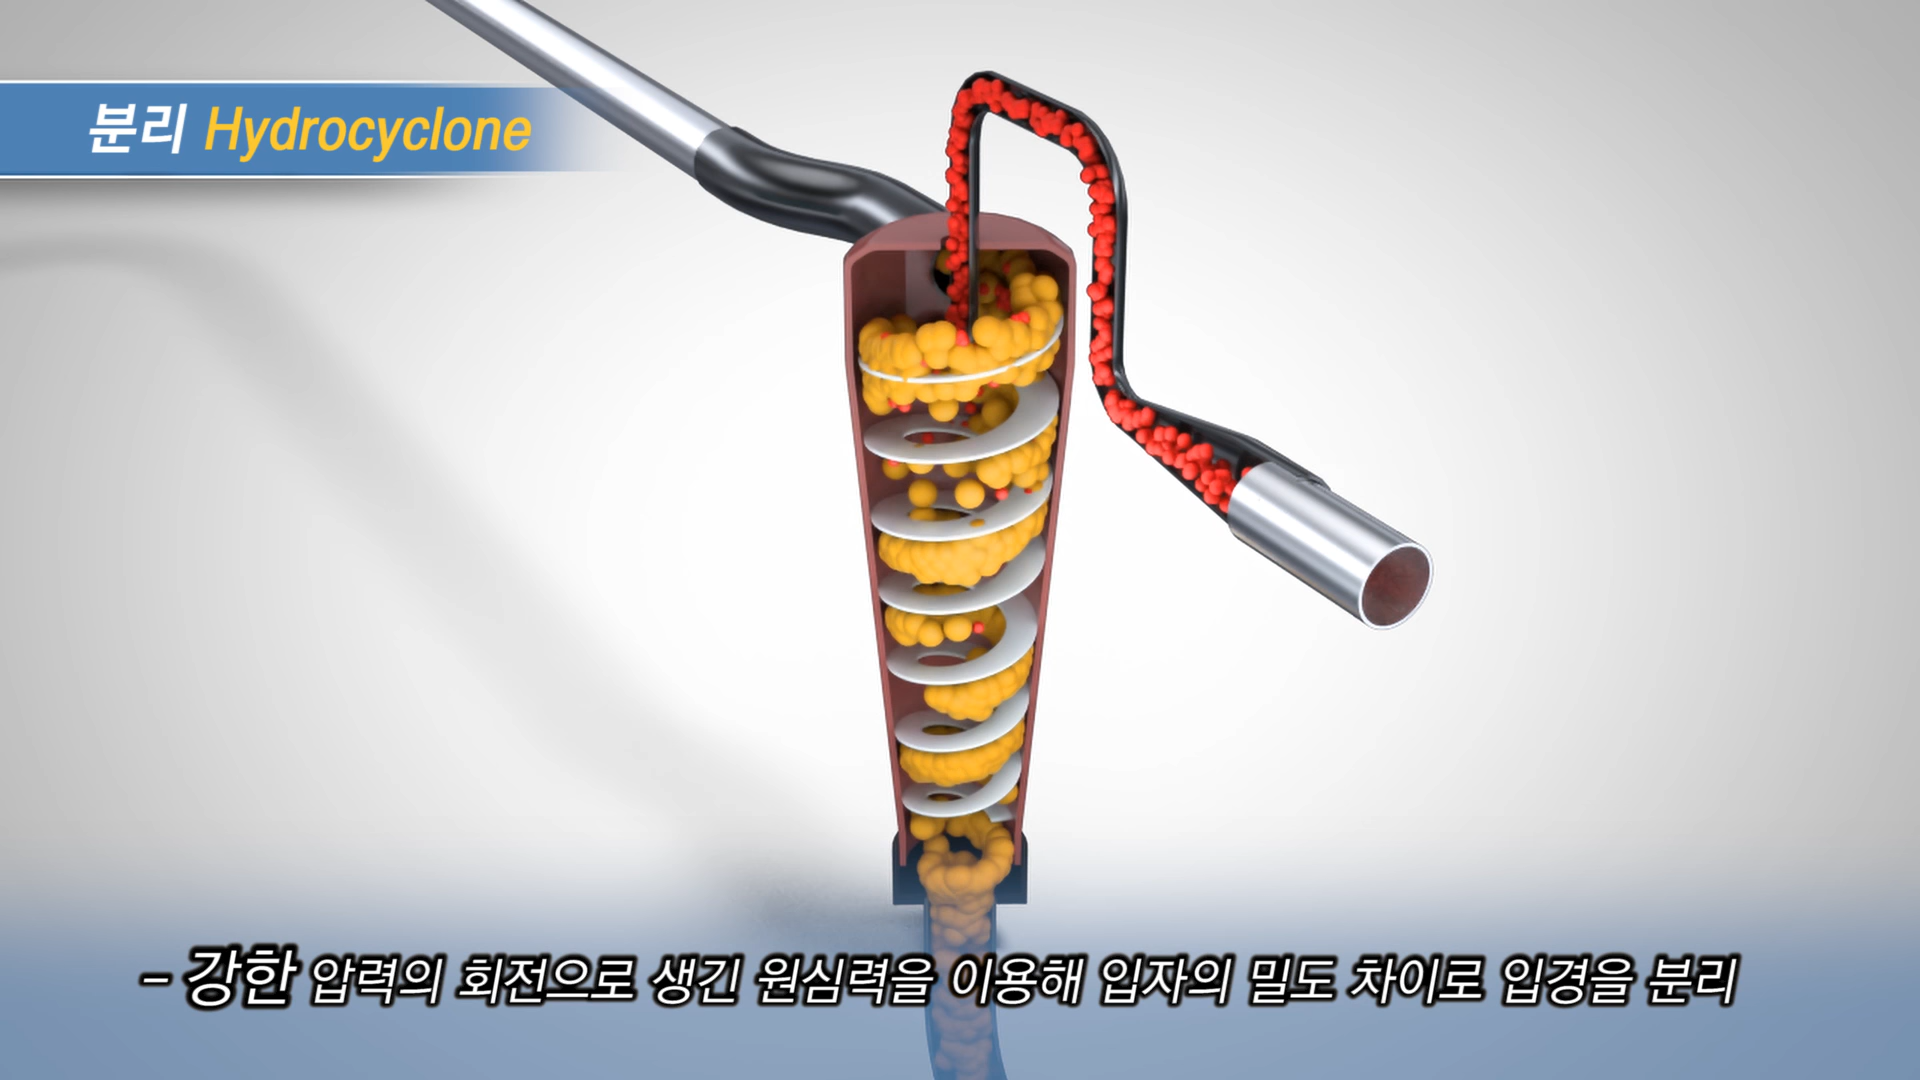 분리 Hydrocyclone
- 강한 압력의 회전으로 생긴 원심력을 이용해 입자의 밀도 차이로 입경을 분리